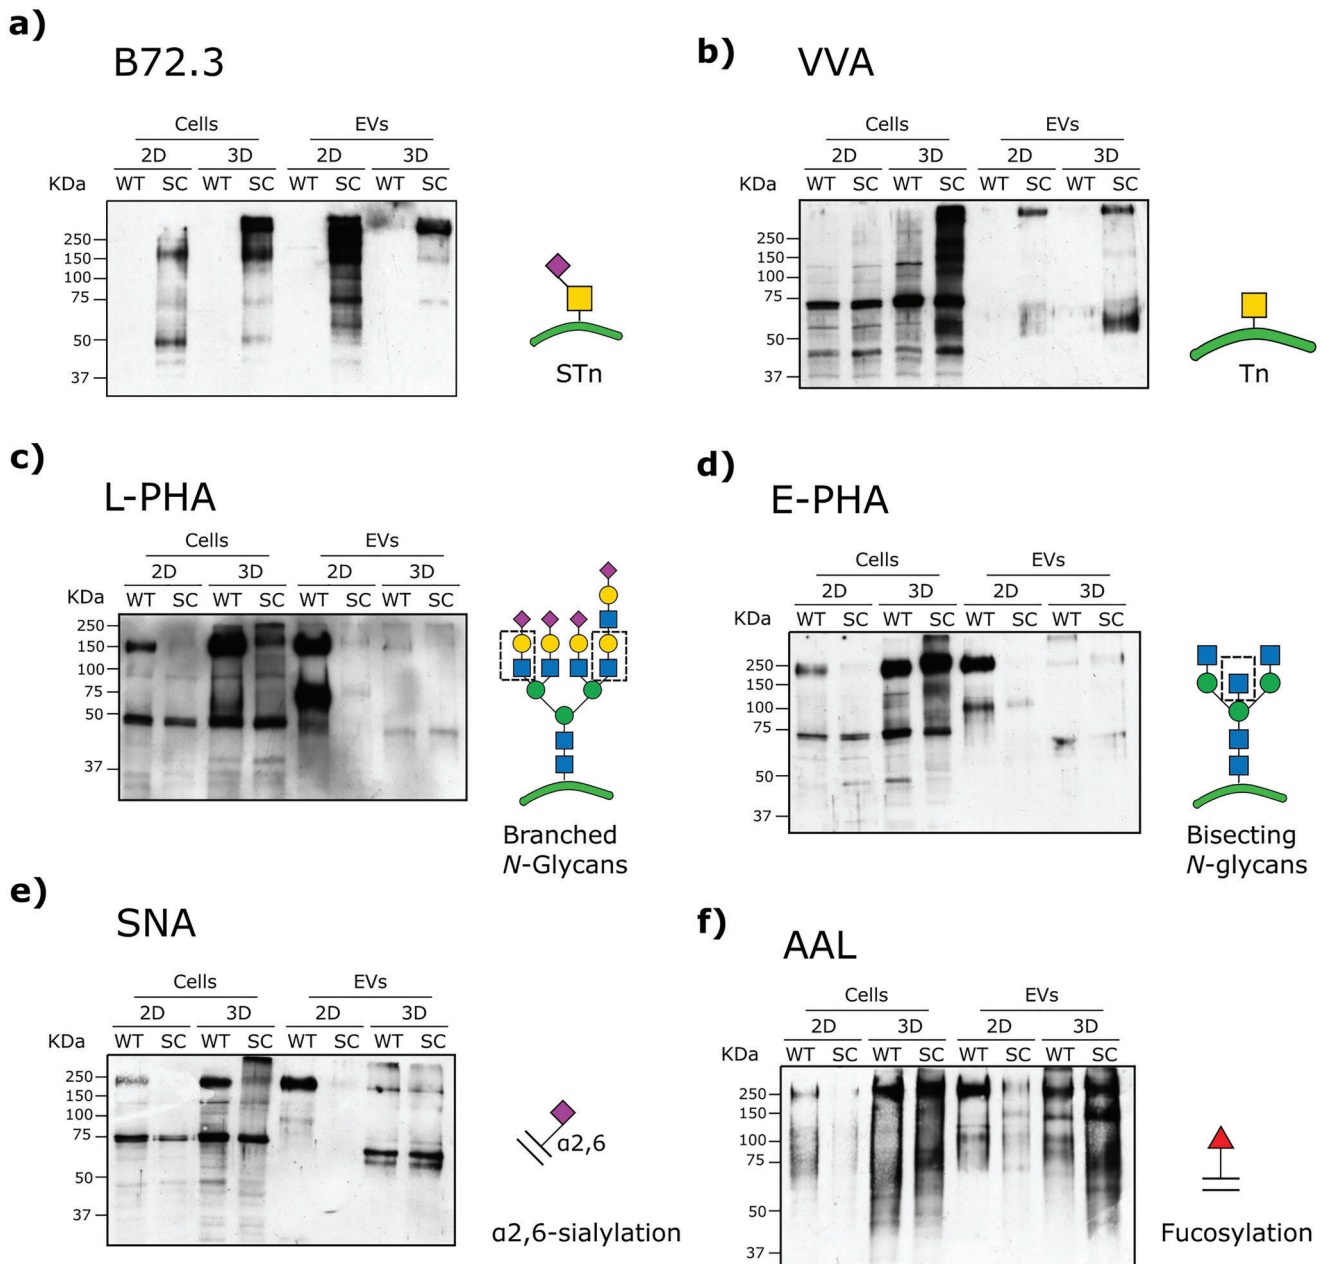 a)
B72.3
Cells EVs
2D 3D 2D 3D
KDa WT SC WT SC WT SC WT SC
250
150
100
75
50
37
STn
b)
VVA
Cells EVs
2D 3D 2D 3D
KDa WT SC WT SC WT SC WT SC
250
150
100
75
50
37
Tn
c)
L-PHA
Cells EVs
2D 3D 2D 3D
KDa WT SC WT SC WT SC WT SC
250
150
100
75
50
37
Branched
N-Glycans
d)
E-PHA
Cells EVs
2D 3D 2D 3D
KDa WT SC WT SC WT SC WT SC
250
150
100
75
50
37
Bisecting
N-glycans
e)
SNA
Cells EVs
2D 3D 2D 3D
KDa WT SC WT SC WT SC WT SC
250
150
100
75
50
37
α2,6
α2,6-sialylation
f)
AAL
Cells EVs
2D 3D 2D 3D
KDa WT SC WT SC WT SC WT SC
250
150
100
75
50
37
Fucosylation